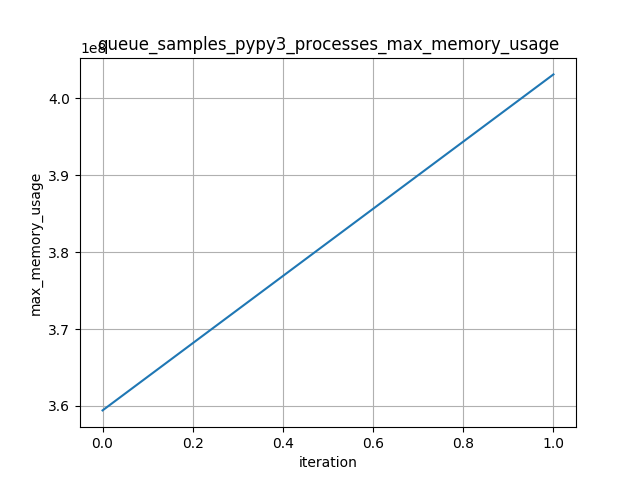 queue_samples_pypy3_processes_max_memory_usage
1e8
4.0
3.9
3.8
3.7
3.6
max_memory_usage
0.0 0.2 0.4 0.6 0.8 1.0
iteration